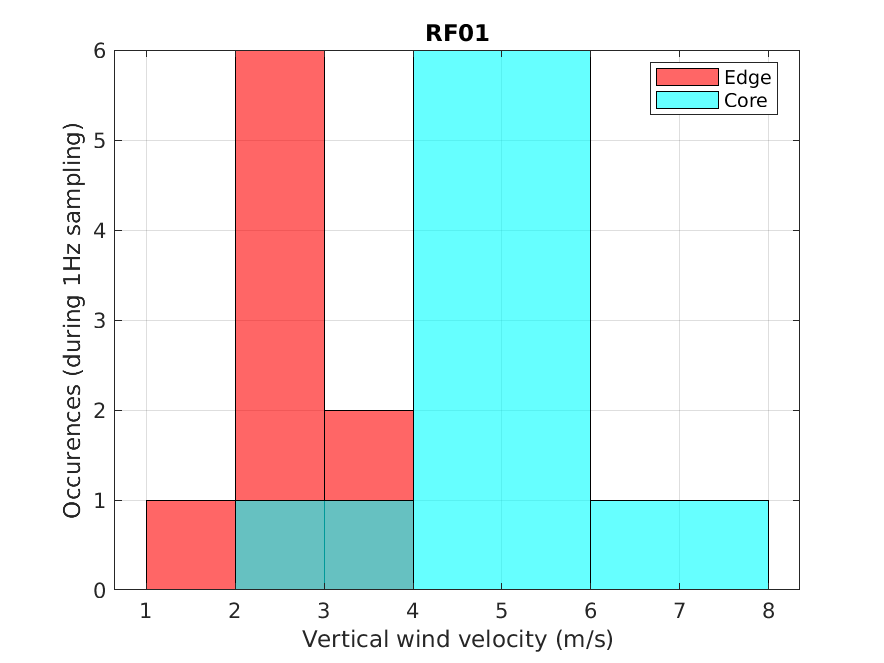 RF01
6
5
4
3
2
1
0
Occurences (during 1Hz sampling)
Edge
Core
1 2 3 4 5 6 7 8
Vertical wind velocity (m/s)